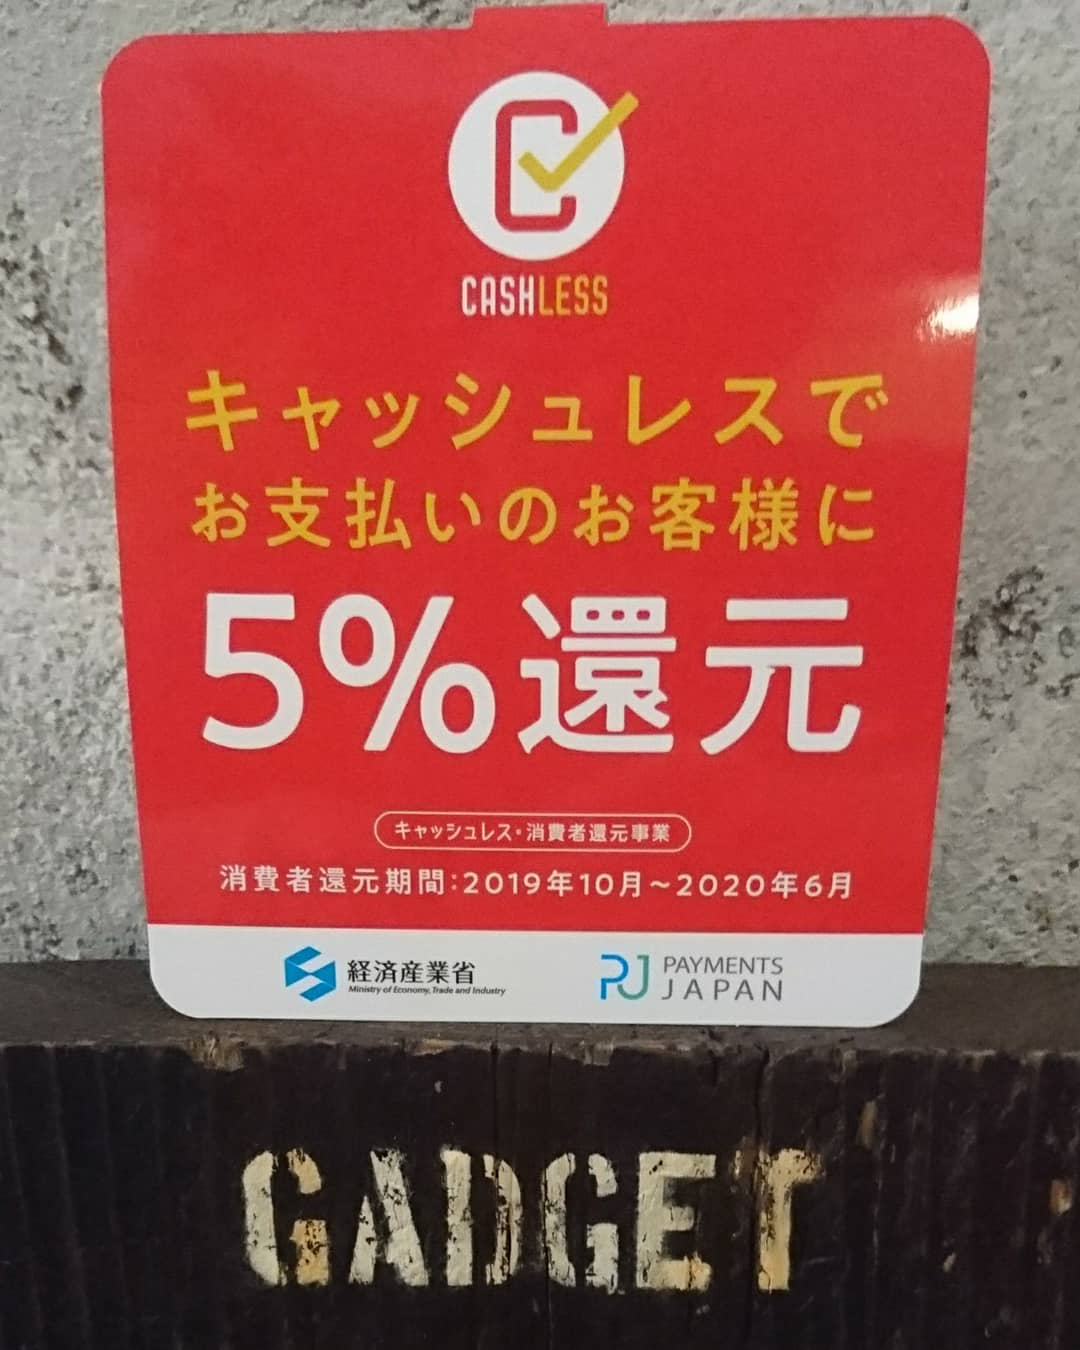 CASHLESS
キャッシュレスで
お支払いのお客様に
5%還元
キャッシュレス・消費者還元事業
消費者還元期間:2019年10月~2020年6月
経済産業省
Ministry of Economy, Trade and Industry
PAYMENTS
JAPAN
GADGET